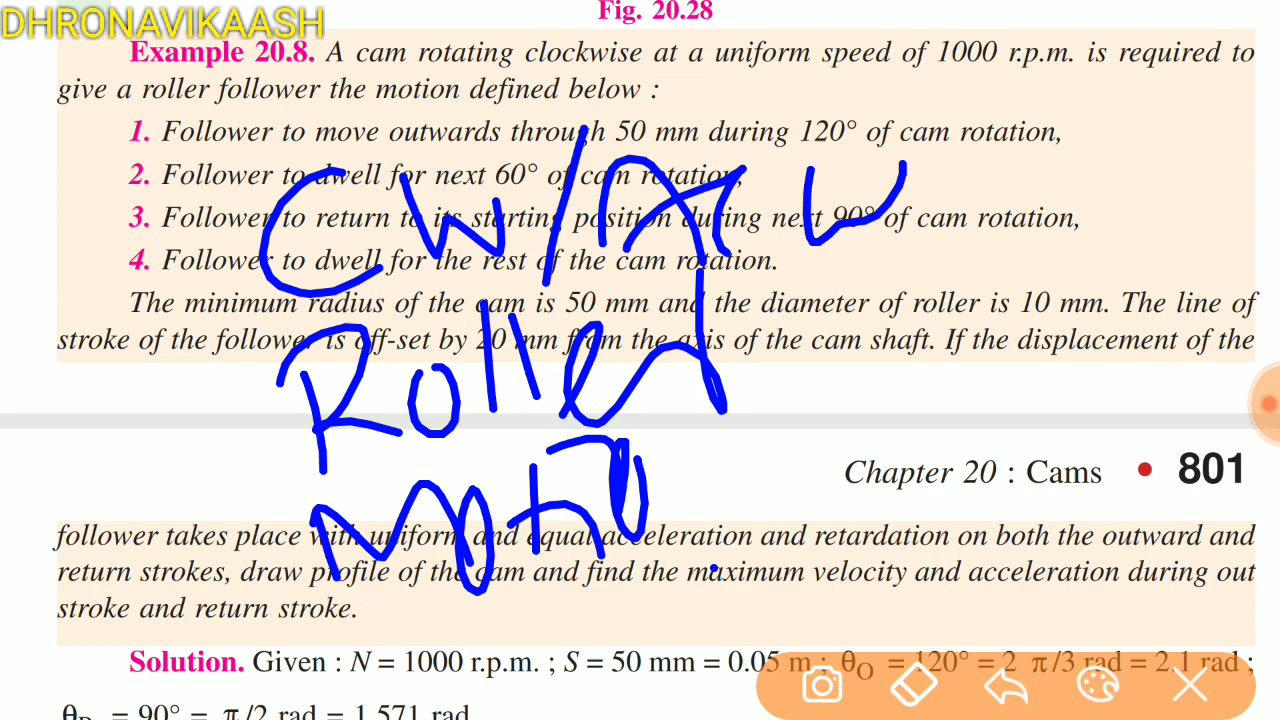 DHRONAVIKAASH
Fig. 20.28
Example 20.8. A cam rotating clockwise at a uniform speed of 1000 r.p.m. is required to
give a roller follower the motion defined below :
1. Follower to move outwards through 50 mm during 120° of cam rotation,
2. Follower to dwell for next 60° of cam rotation,
3. Follower to return to its starting position during next 90° of cam rotation,
4. Follower to dwell for the rest of the cam rotation.
The minimum radius of the cam is 50 mm and the diameter of roller is 10 mm. The line of
stroke of the follower is off-set by 20 mm from the axis of the cam shaft. If the displacement of the
Cw/
Roller
Chapter 20 : Cams • 801
follower takes place with uniform and equal acceleration and retardation on both the outward and
return strokes, draw profile of the cam and find the maximum velocity and acceleration during out
stroke and return stroke.
Solution. Given : N = 1000 r.p.m. ; S = 50 mm = 0.05 m ; θO = 120° = 2 π/3 rad = 2.1 rad ;
= 90° = π/2 rad = 1.571 rad